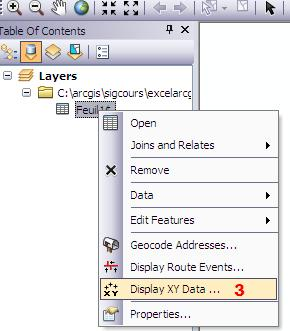 Table Of Contents
Layers
C:\arcgis\sigcours\excelarcg
Open
Joins and Relates
Remove
Data
Edit Features
Geocode Addresses...
Display Route Events...
Display XY Data ... 3
Properties...